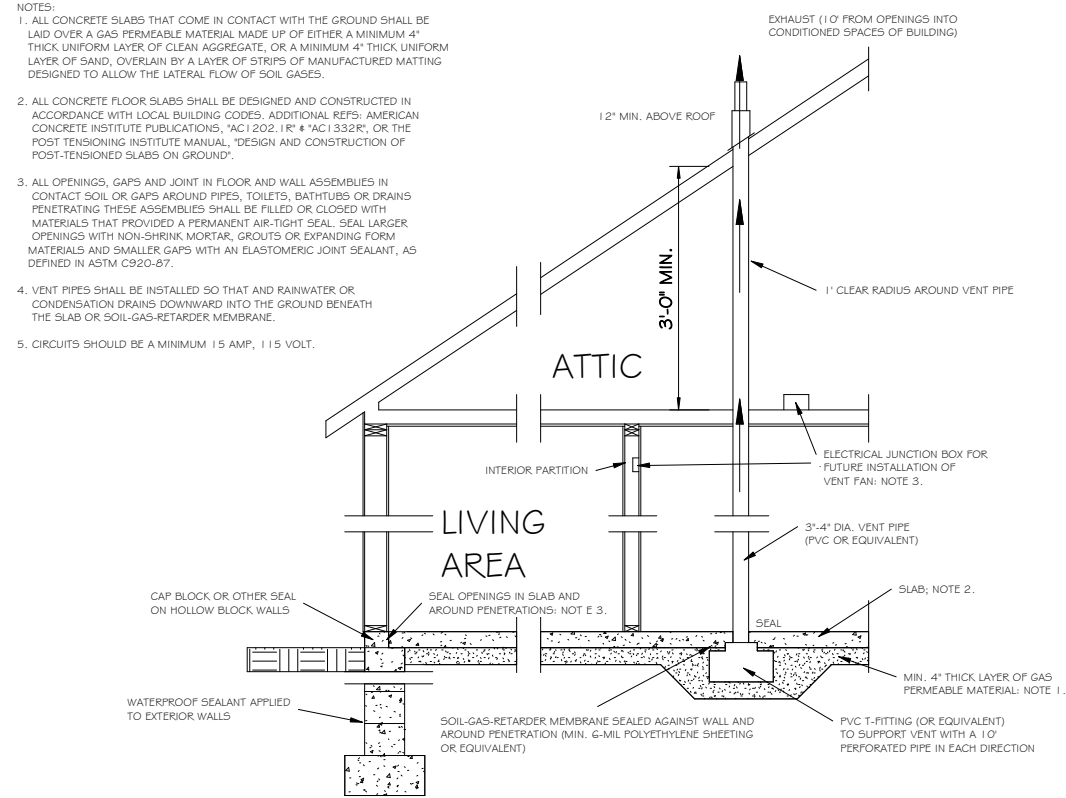 NOTES:
1. ALL CONCRETE SLABS THAT COME IN CONTACT WITH THE GROUND SHALL BE
LAID OVER A GAS PERMEABLE MATERIAL MADE UP OF EITHER A MINIMUM 4"
THICK UNIFORM LAYER OF CLEAN AGGREGATE, OR A MINIMUM 4" THICK UNIFORM
LAYER OF SAND, OVERLAIN BY A LAYER OF STRIPS OF MANUFACTURED MATTING
DESIGNED TO ALLOW THE LATERAL FLOW OF SOIL GASES.
2. ALL CONCRETE FLOOR SLABS SHALL BE DESIGNED AND CONSTRUCTED IN
ACCORDANCE WITH LOCAL BUILDING CODES. ADDITIONAL REFS: AMERICAN
CONCRETE INSTITUTE PUBLICATIONS, "AC1202.1R" & "AC1332R", OR THE
POST TENSIONING INSTITUTE MANUAL, "DESIGN AND CONSTRUCTION OF
POST-TENSIONED SLABS ON GROUND".
3. ALL OPENINGS, GAPS AND JOINT IN FLOOR AND WALL ASSEMBLIES IN
CONTACT SOIL OR GAPS AROUND PIPES, TOILETS, BATHTUBS OR DRAINS
PENETRATING THESE ASSEMBLIES SHALL BE FILLED OR CLOSED WITH
MATERIALS THAT PROVIDED A PERMANENT AIR-TIGHT SEAL. SEAL LARGER
OPENINGS WITH NON-SHRINK MORTAR, GROUTS OR EXPANDING FORM
MATERIALS AND SMALLER GAPS WITH AN ELASTOMERIC JOINT SEALANT, AS
DEFINED IN ASTM C920-87.
4. VENT PIPES SHALL BE INSTALLED SO THAT AND RAINWATER OR
CONDENSATION DRAINS DOWNWARD INTO THE GROUND BENEATH
THE SLAB OR SOIL-GAS-RETARDER MEMBRANE.
5. CIRCUITS SHOULD BE A MINIMUM 15 AMP, 115 VOLT.
EXHAUST (10' FROM OPENINGS INTO
CONDITIONED SPACES OF BUILDING)
12" MIN. ABOVE ROOF
3'-0" MIN.
1' CLEAR RADIUS AROUND VENT PIPE
ATTIC
ELECTRICAL JUNCTION BOX FOR
FUTURE INSTALLATION OF
VENT FAN: NOTE 3.
INTERIOR PARTITION
LIVING
AREA
3"-4" DIA. VENT PIPE
(PVC OR EQUIVALENT)
CAP BLOCK OR OTHER SEAL
ON HOLLOW BLOCK WALLS
SEAL OPENINGS IN SLAB AND
AROUND PENETRATIONS: NOT E 3.
SLAB; NOTE 2.
SEAL
MIN. 4" THICK LAYER OF GAS
PERMEABLE MATERIAL: NOTE 1.
WATERPROOF SEALANT APPLIED
TO EXTERIOR WALLS
SOIL-GAS-RETARDER MEMBRANE SEALED AGAINST WALL AND
AROUND PENETRATION (MIN. 6-MIL POLYETHYLENE SHEETING
OR EQUIVALENT)
PVC T-FITTING (OR EQUIVALENT)
TO SUPPORT VENT WITH A 10'
PERFORATED PIPE IN EACH DIRECTION